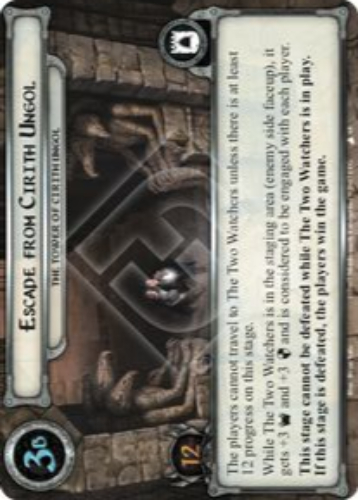 3B
ESCAPE FROM CIRITH UNGOL
THE TOWER OF CIRITH UNGOL
12
The players cannot travel to The Two Watchers unless there is at least
12 progress on this stage.
While The Two Watchers is in the staging area (enemy side faceup), it
gets +3 and +3 and is considered to be engaged with each player.
This stage cannot be defeated while The Two Watchers is in play.
If this stage is defeated, the players win the game.